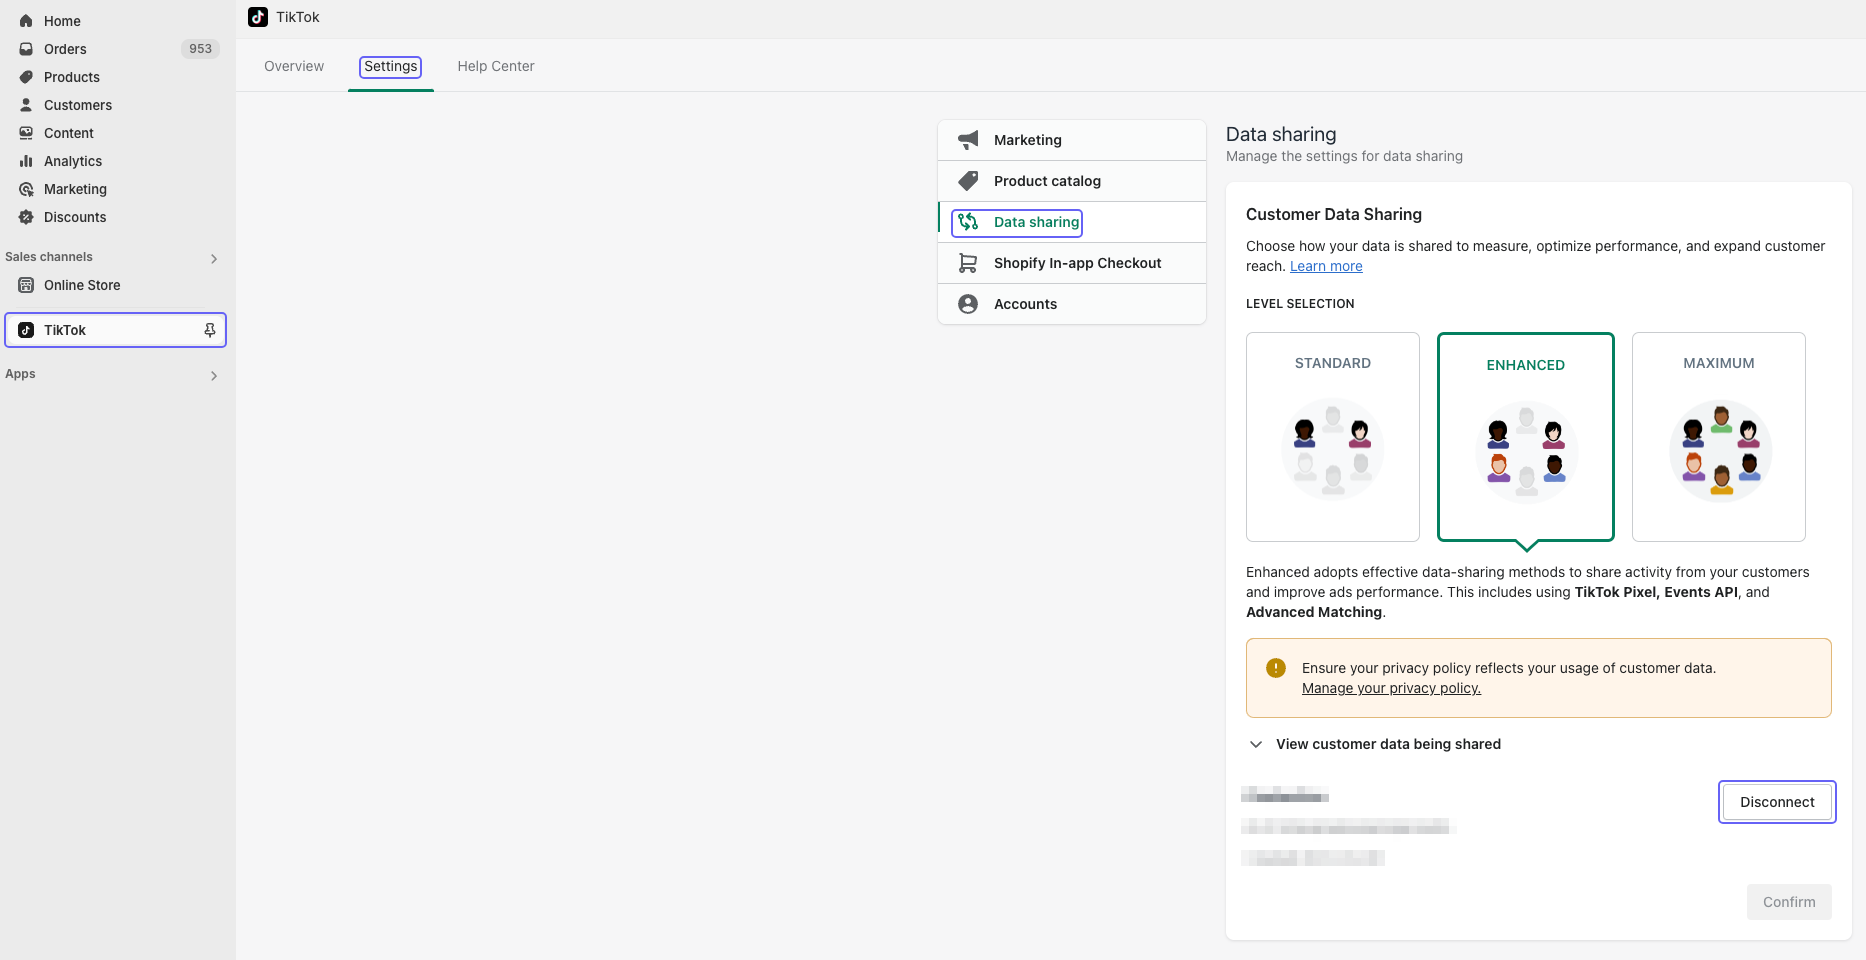 Home
Orders 953
Products
Customers
Content
Analytics
Marketing
Discounts
Sales channels
Online Store
TikTok
Apps
TikTok
Overview Settings Help Center
Marketing
Product catalog
Data sharing
Shopify In-app Checkout
Accounts
Data sharing
Manage the settings for data sharing
Customer Data Sharing
Choose how your data is shared to measure, optimize performance, and expand customer
reach. Learn more
LEVEL SELECTION
STANDARD ENHANCED MAXIMUM
Enhanced adopts effective data-sharing methods to share activity from your customers
and improve ads performance. This includes using TikTok Pixel, Events API, and
Advanced Matching.
Ensure your privacy policy reflects your usage of customer data.
Manage your privacy policy.
View customer data being shared
Disconnect
Confirm